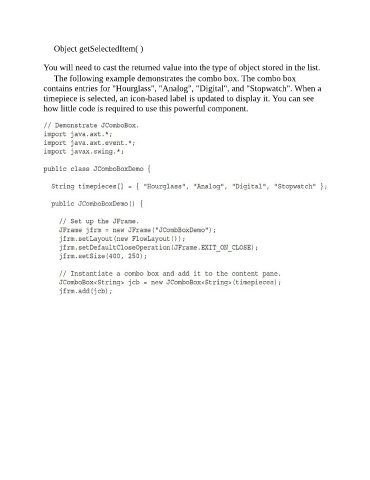 Object getSelectedItem( )
You will need to cast the returned value into the type of object stored in the list.
The following example demonstrates the combo box. The combo box
contains entries for "Hourglass", "Analog", "Digital", and "Stopwatch". When a
timepiece is selected, an icon-based label is updated to display it. You can see
how little code is required to use this powerful component.
// Demonstrate JComboBox.
import java.awt.*;
import java.awt.event.*;
import javax.swing.*;
public class JComboBoxDemo {
String timepieces[] = { "Hourglass", "Analog", "Digital", "Stopwatch" };
public JComboBoxDemo() {
// Set up the JFrame.
JFrame jfrm = new JFrame("JCombBoxDemo");
jfrm.setLayout(new FlowLayout());
jfrm.setDefaultCloseOperation(JFrame.EXIT_ON_CLOSE);
jfrm.setSize(400, 250);
// Instantiate a combo box and add it to the content pane.
JComboBox<String> jcb = new JComboBox<String>(timepieces);
jfrm.add(jcb);